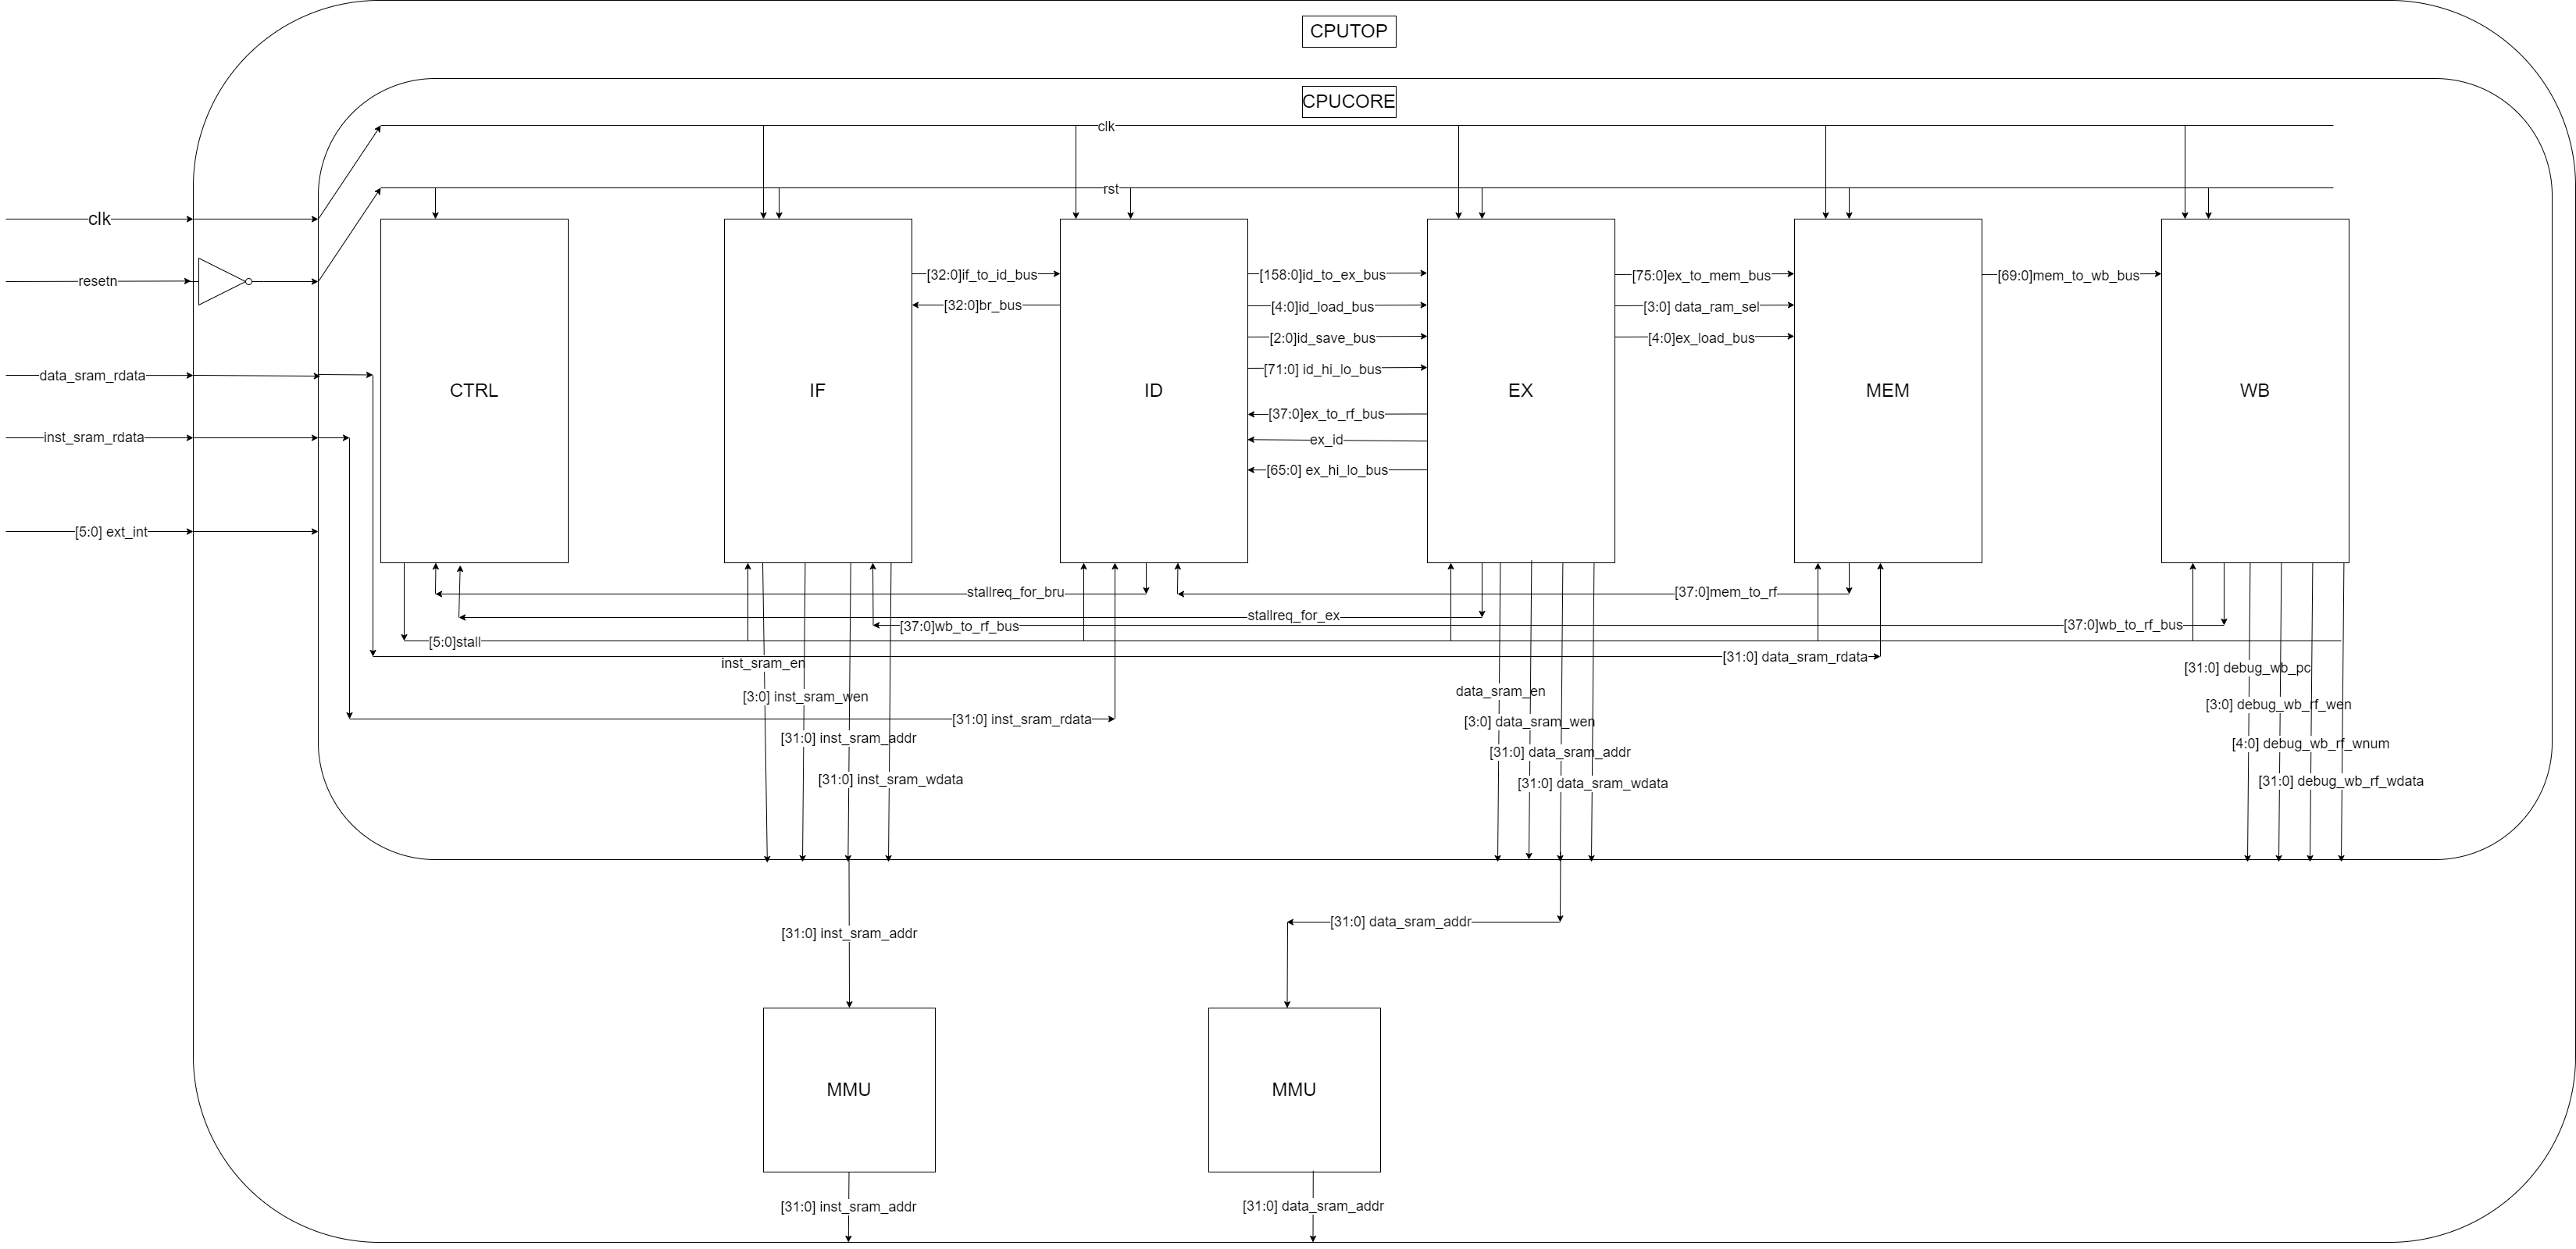 CPUTOP
CPUCORE
clk
rst
clk
resetn
data_sram_rdata
inst_sram_rdata
[5:0] ext_int
CTRL
IF
ID
EX
MEM
WB
[32:0]if_to_id_bus
[32:0]br_bus
[158:0]id_to_ex_bus
[4:0]id_load_bus
[2:0]id_save_bus
[71:0] id_hi_lo_bus
[37:0]ex_to_rf_bus
ex_id
[65:0] ex_hi_lo_bus
[75:0]ex_to_mem_bus
[3:0] data_ram_sel
[4:0]ex_load_bus
[69:0]mem_to_wb_bus
stallreq_for_bru
[37:0]mem_to_rf
stallreq_for_ex
[37:0]wb_to_rf_bus
[37:0]wb_to_rf_bus
[5:0]stall
[31:0] data_sram_rdata
inst_sram_en
[3:0] inst_sram_wen
[31:0] inst_sram_rdata
[31:0] inst_sram_addr
[31:0] inst_sram_wdata
data_sram_en
[3:0] data_sram_wen
[31:0] data_sram_addr
[31:0] data_sram_wdata
[31:0] debug_wb_pc
[3:0] debug_wb_rf_wen
[4:0] debug_wb_rf_wnum
[31:0] debug_wb_rf_wdata
[31:0] inst_sram_addr
[31:0] data_sram_addr
MMU
MMU
[31:0] inst_sram_addr
[31:0] data_sram_addr